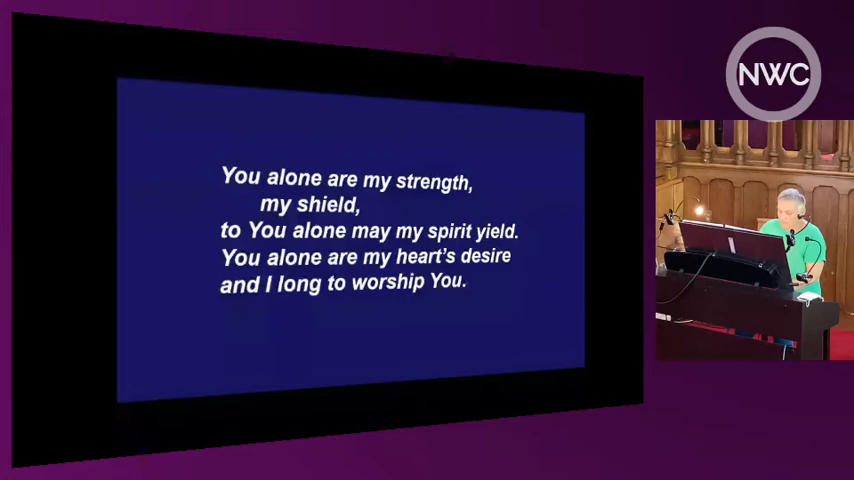 NWC
You alone are my strength,
my shield,
to You alone may my spirit yield.
You alone are my heart's desire
and I long to worship You.